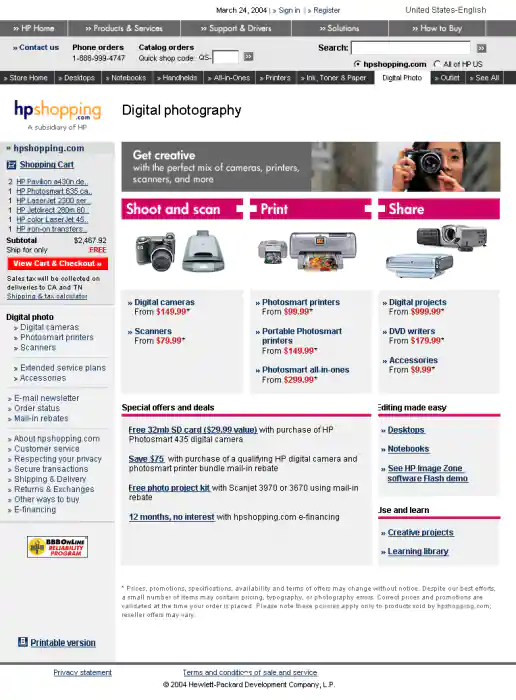 March 24, 2004 | » Sign in | » Register
United States-English
» HP Home
» Products & Services
» Support & Drivers
» Solutions
» How to Buy
» Contact us
Phone orders
1-888-999-4747
Catalog orders
Quick shop code: QS-
Search:
»
hpshopping.com
All of HP US
» Store Home
» Desktops
» Notebooks
» Handhelds
» All-in-Ones
» Printers
» Ink, Toner & Paper
Digital Photo
» Outlet
» See All
hpshopping
.com
A subsidiary of HP
Digital photography
» hpshopping.com
Shopping Cart
2 HP Pavilion a430n de..
1 HP Photosmart 635 ca..
1 HP LaserJet 2300 ser..
1 HP Jetdirect 280m 80..
1 HP color LaserJet 45..
1 HP iron-on transfers...
Subtotal $2,467.92
Ship for only .FREE
» View Cart & Checkout »
Sales tax will be collected on
deliveries to CA and TN
Shipping & tax calculator
Digital photo
» Digital cameras
» Photosmart printers
» Scanners
» Extended service plans
» Accessories
» E-mail newsletter
» Order status
» Mail-in rebates
» About hpshopping.com
» Customer service
» Respecting your privacy
» Secure transactions
» Shipping & Delivery
» Returns & Exchanges
» Other ways to buy
» E-financing
BBBOnLine
RELIABILITY
PROGRAM
Printable version
Get creative
with the perfect mix of cameras, printers,
scanners, and more
Shoot and scan
Print
Share
» Digital cameras
From $149.99*
» Scanners
From $79.99*
» Photosmart printers
From $99.99*
» Portable Photosmart
printers
From $149.99*
» Photosmart all-in-ones
From $299.99*
» Digital projects
From $999.99*
» DVD writers
From $179.99*
» Accessories
From $9.99*
Special offers and deals
Free 32mb SD card ($29.99 value) with purchase of HP
Photosmart 435 digital camera
Save $75 with purchase of a qualifying HP digital camera and
photosmart printer bundle mail-in rebate
Free photo project kit with Scanjet 3970 or 3670 using mail-in
rebate
12 months, no interest with hpshopping.com e-financing
Editing made easy
» Desktops
» Notebooks
» See HP Image Zone
software Flash demo
Use and learn
» Creative projects
» Learning library
* Prices, promotions, specifications, availability and terms of offers may change without notice. Despite our best efforts,
a small number of items may contain pricing, typography, or photography errors. Correct prices and promotions are
validated at the time your order is placed. Please note these policies apply only to products sold by hpshopping.com;
reseller offers may vary.
Privacy statement
Terms and conditions of sale and service
© 2004 Hewlett-Packard Development Company, L.P.